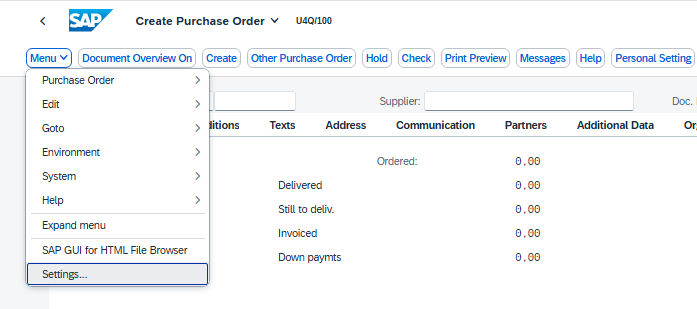 SAP Create Purchase Order U4Q/100
Menu Document Overview On Create Other Purchase Order Hold Check Print Preview Messages Help Personal Setting
Purchase Order
Supplier: Doc.
Edit
Goto
ditions Texts Address Communication Partners Additional Data Or
Environment
Ordered: 0.00
System
Delivered 0.00
Help
Still to deliv. 0.00
Expand menu
Invoiced 0.00
SAP GUI for HTML File Browser
Down paymts 0.00
Settings...